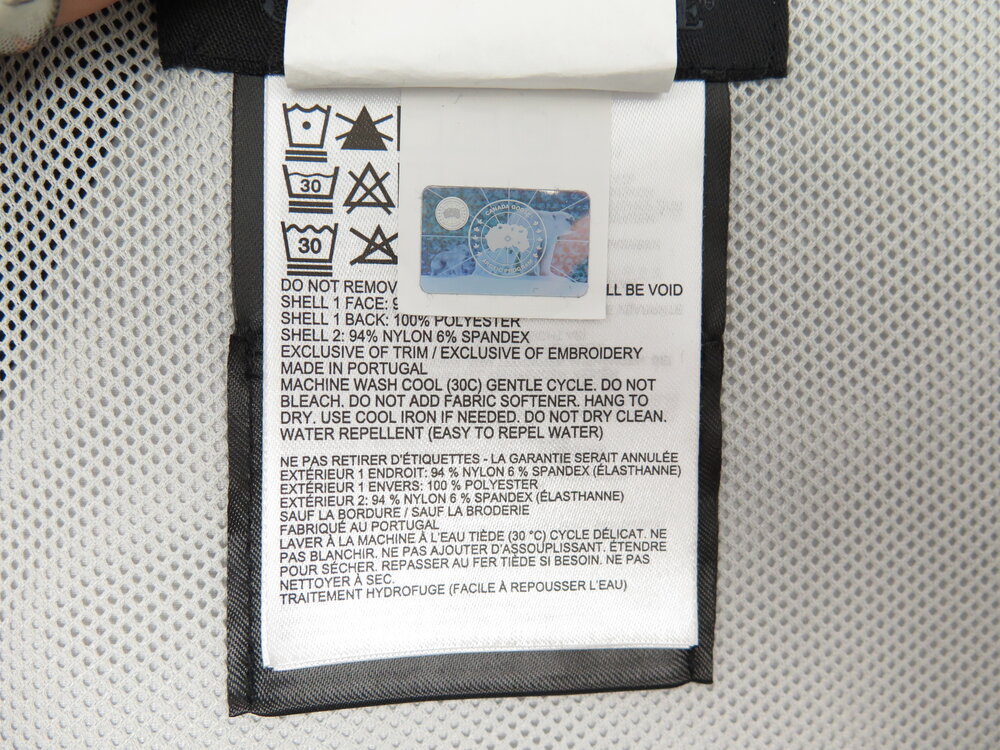 E®
30
30
CANADA GOOSE
DO NOT REMOV LL BE VOID
SHELL 1 FACE: 9
SHELL 1 BACK: 100% POLYESTER
SHELL 2: 94% NYLON 6% SPANDEX
EXCLUSIVE OF TRIM / EXCLUSIVE OF EMBROIDERY
MADE IN PORTUGAL
MACHINE WASH COOL (30C) GENTLE CYCLE. DO NOT
BLEACH. DO NOT ADD FABRIC SOFTENER. HANG TO
DRY. USE COOL IRON IF NEEDED. DO NOT DRY CLEAN.
WATER REPELLENT (EASY TO REPEL WATER)
NE PAS RETIRER D'ÉTIQUETTES - LA GARANTIE SERAIT ANNULÉE
EXTÉRIEUR 1 ENDROIT: 94 % NYLON 6 % SPANDEX (ÉLASTHANNE)
EXTÉRIEUR 1 ENVERS: 100 % POLYESTER
EXTÉRIEUR 2: 94 % NYLON 6 % SPANDEX (ÉLASTHANNE)
SAUF LA BORDURE / SAUF LA BRODERIE
FABRIQUÉ AU PORTUGAL
LAVER À LA MACHINE À L'EAU TIÈDE (30 °C) CYCLE DÉLICAT. NE
PAS BLANCHIR. NE PAS AJOUTER D'ASSOUPLISSANT. ÉTENDRE
POUR SÉCHER. REPASSER AU FER TIÈDE SI BESOIN. NE PAS
NETTOYER À SEC.
TRAITEMENT HYDROFUGE (FACILE À REPOUSSER L'EAU)